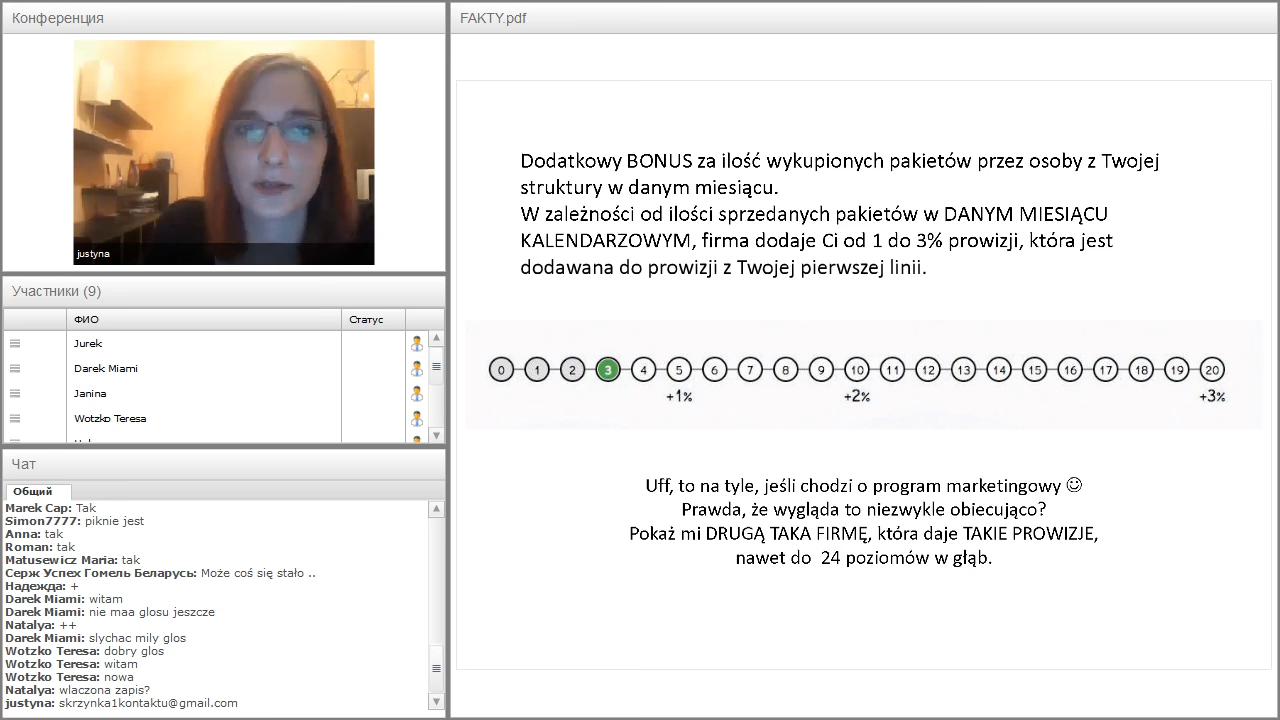 Конференция
justyna
Участники (9)
ФИО
Статус
Jurek
Darek Miami
Janina
Wotzko Teresa
Чат
Общий
Marek Cap: Tak
Simon7777: piknie jest
Anna: tak
Roman: tak
Matusewicz Maria: tak
Серж Успех Гомель Беларусь: Może coś się stało ..
Надежда: +
Darek Miami: witam
Darek Miami: nie maa glosu jeszcze
Natalya: ++
Darek Miami: slychac mily glos
Wotzko Teresa: dobry glos
Wotzko Teresa: witam
Wotzko Teresa: nowa
Natalya: wlaczona zapis?
justyna: skrzynka1kontaktu@gmail.com
FAKTY.pdf
Dodatkowy BONUS za ilość wykupionych pakietów przez osoby z Twojej
struktury w danym miesiącu.
W zależności od ilości sprzedanych pakietów w DANYM MIESIĄCU
KALENDARZOWYM, firma dodaje Ci od 1 do 3% prowizji, która jest
dodawana do prowizji z Twojej pierwszej linii.
0 1 2 3 4 5 6 7 8 9 10 11 12 13 14 15 16 17 18 19 20
+1% +2% +3%
Uff, to na tyle, jeśli chodzi o program marketingowy ☺
Prawda, że wygląda to niezwykle obiecująco?
Pokaż mi DRUGĄ TAKA FIRMĘ, która daje TAKIE PROWIZJE,
nawet do 24 poziomów w głąb.